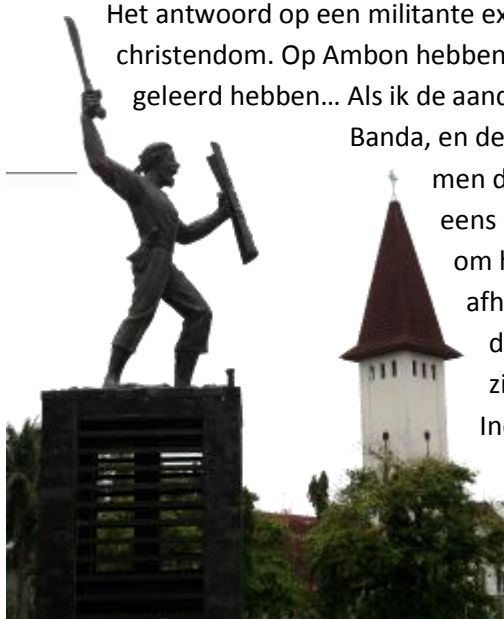 Het antwoord op een militante ex
christendom. Op Ambon hebben
geleerd hebben… Als ik de aand
Banda, en de
men d
eens
om h
afh
d
zi
In